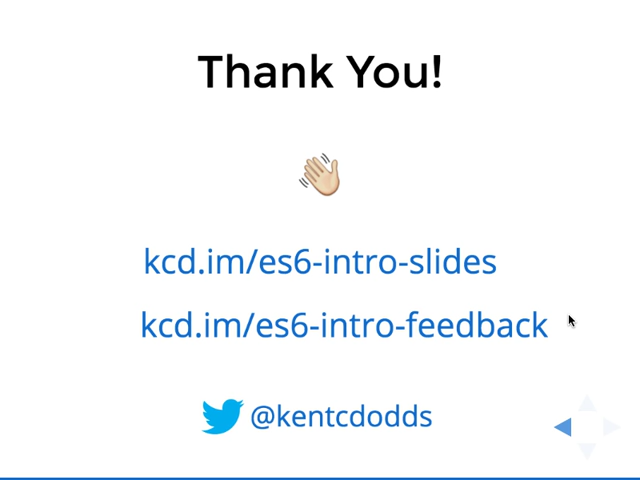 Thank You!
kcd.im/es6-intro-slides
kcd.im/es6-intro-feedback
@kentcdodds